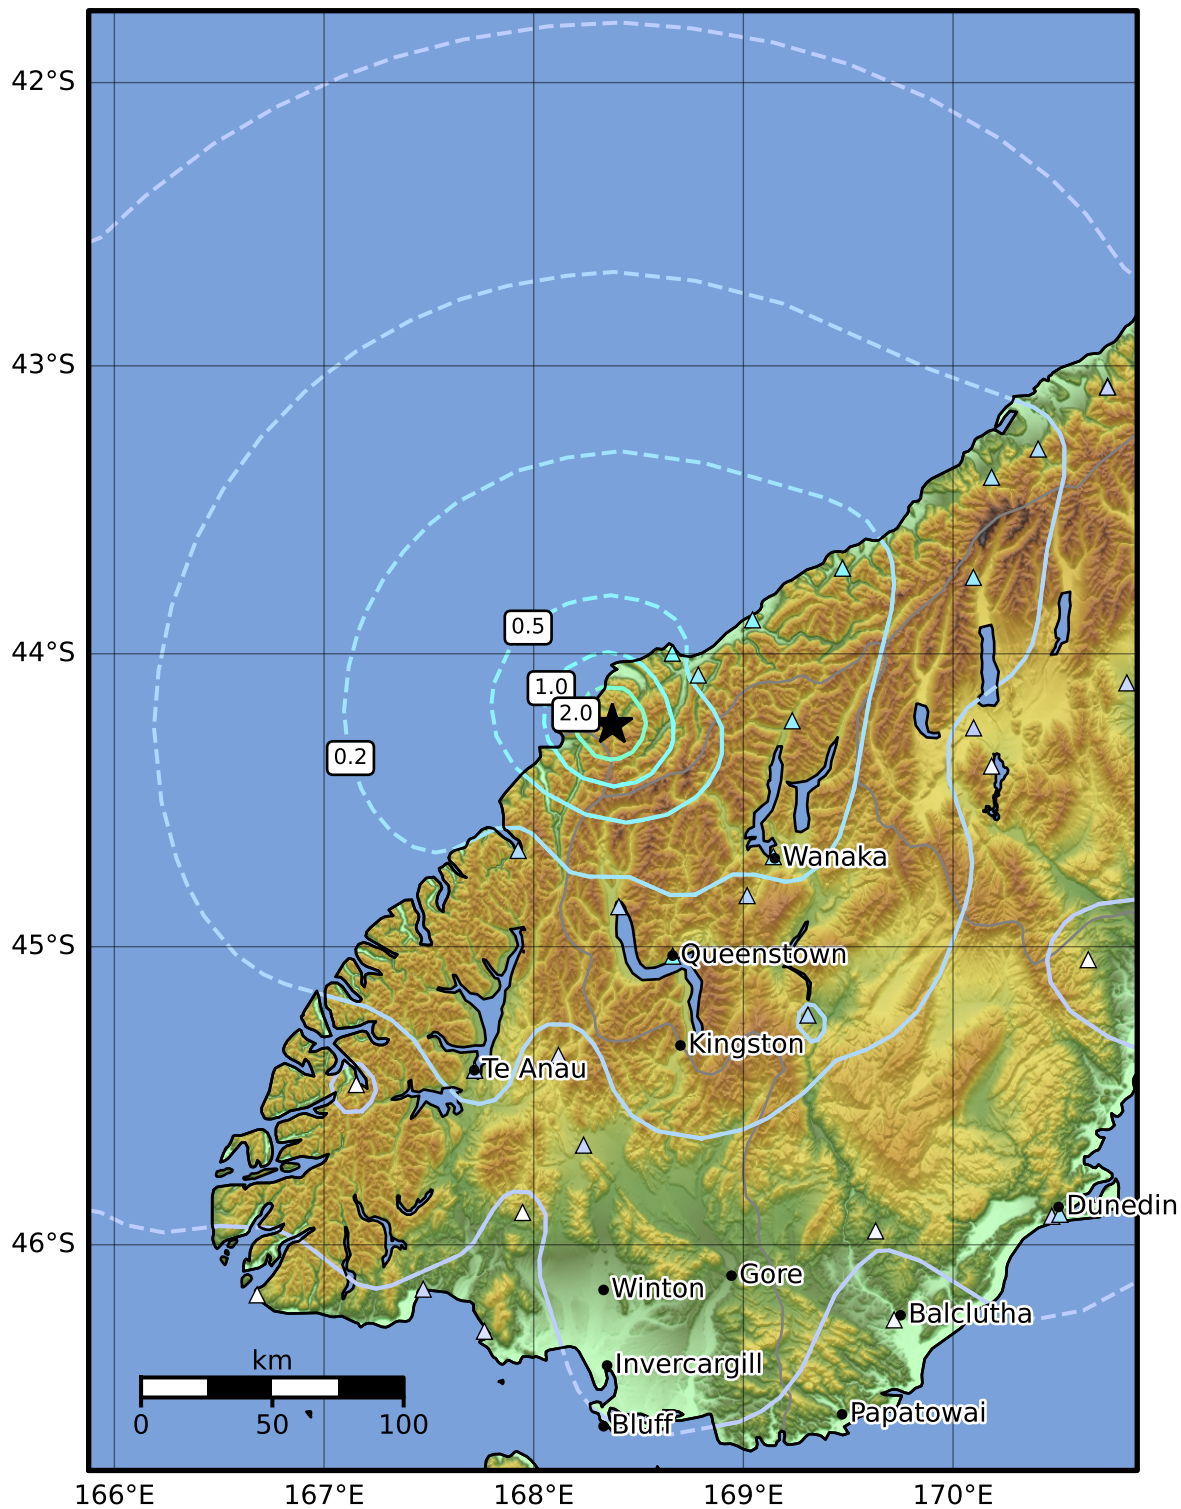 42°S
43°S
0.5
44°S
1.0
2.0
0.2
Wanaka
45°S
Queenstown
Kingston
Te Anau
Dunedin
46°S
Gore
Winton
Balclutha
km
Invercargill
0 50 100
Papatowai
Bluff
166°E 167°E 168°E 169°E 170°E